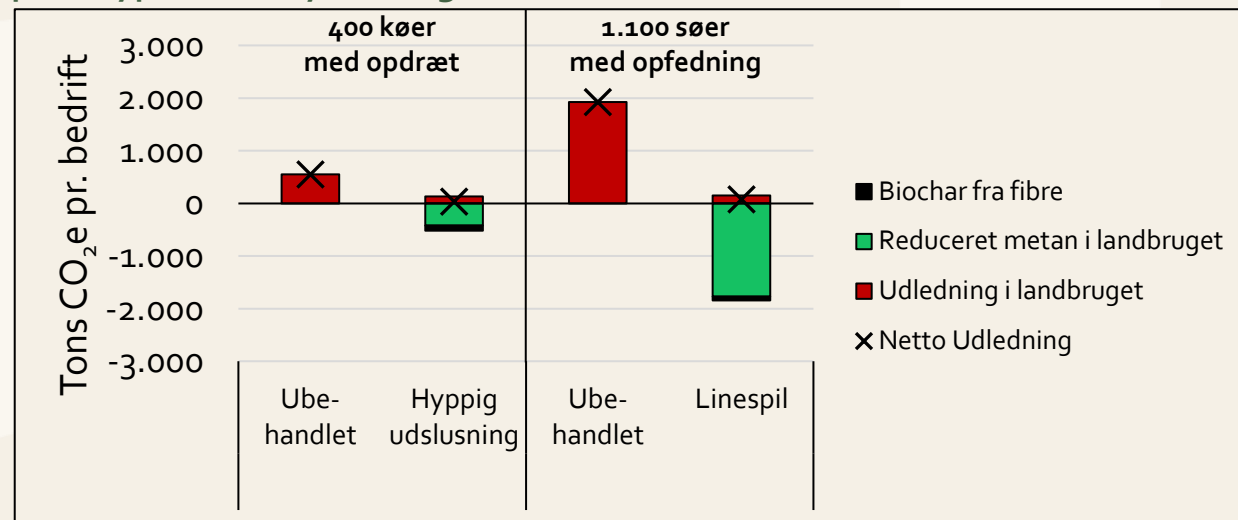 400 køer
med opdræt
1.100 søer
med opfedning
Tons CO₂e pr. bedrift
3.000
2.000
1.000
0
-1.000
-2.000
-3.000
Ube-
handlet
Hyppig
udslusning
Ube-
handlet
Linespil
Biochar fra fibre
Reduceret metan i landbruget
Udledning i landbruget
Netto Udledning